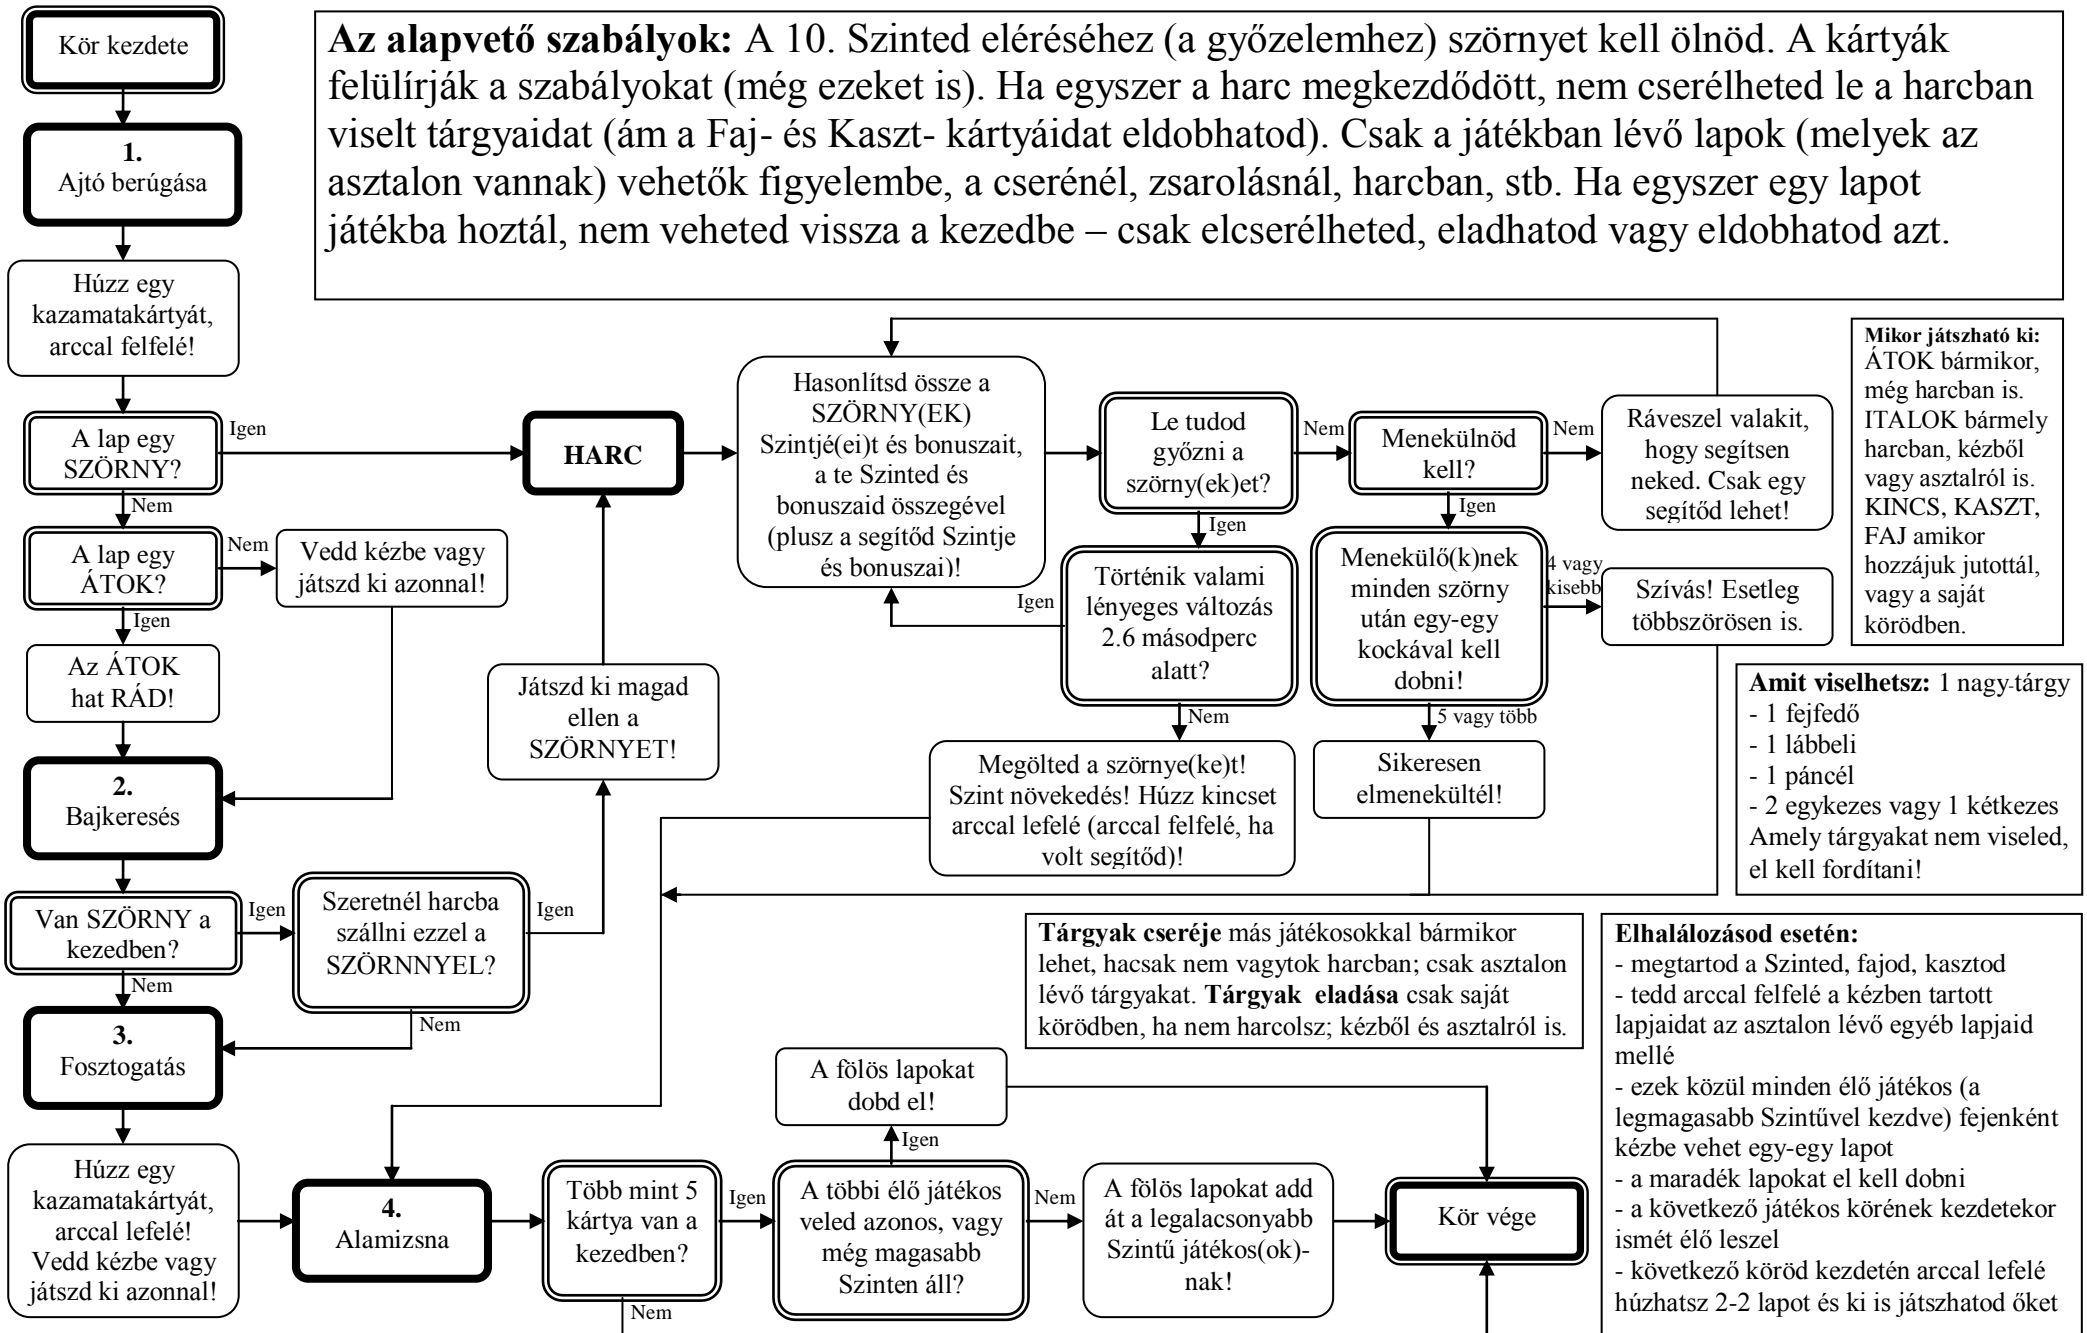 Kör kezdete
Az alapvető szabályok: A 10. Szinted eléréséhez (a győzelemhez) szörnyet kell ölnöd. A kártyák
felülírják a szabályokat (még ezeket is). Ha egyszer a harc megkezdődött, nem cserélheted le a harcban
viselt tárgyaidat (ám a Faj- és Kaszt- kártyáidat eldobhatod). Csak a játékban lévő lapok (melyek az
asztalon vannak) vehetők figyelembe, a cserénél, zsarolásnál, harcban, stb. Ha egyszer egy lapot
játékba hoztál, nem veheted vissza a kezedbe – csak elcserélheted, eladhatod vagy eldobhatod azt.
1.
Ajtó berúgása
Húzz egy
kazamatakártyát,
arccal felfelé!
A lap egy
SZÖRNY?
Igen
Nem
A lap egy
ÁTOK?
Nem
Igen
Vedd kézbe vagy
játszd ki azonnal!
Az ÁTOK
hat RÁD!
2.
Bajkeresés
Van SZÖRNY a
kezedben?
Igen
Nem
Szeretnél harcba
szállni ezzel a
SZÖRNNYEL?
Igen
Nem
Játszd ki magad
ellen a
SZÖRNYET!
HARC
Hasonlítsd össze a
SZÖRNY(EK)
Szintjé(ei)t és bonuszait,
a te Szinted és
bonuszaid összegével
(plusz a segítőd Szintje
és bonuszai)!
Le tudod
győzni a
szörny(ek)et?
Nem
Igen
Menekülnöd
kell?
Nem
Igen
Ráveszel valakit,
hogy segítsen
neked. Csak egy
segítőd lehet!
Történik valami
lényeges változás
2.6 másodperc
alatt?
Igen
Nem
Menekülő(k)nek
minden szörny
után egy-egy
kockával kell
dobni!
4 vagy
kisebb
5 vagy több
Szívás! Esetleg
többszörösen is.
Megölted a szörnye(ke)t!
Szint növekedés! Húzz kincset
arccal lefelé (arccal felfelé, ha
volt segítőd)!
Sikeresen
elmenekültél!
Mikor játszható ki:
ÁTOK bármikor,
még harcban is.
ITALOK bármely
harcban, kézből
vagy asztalról is.
KINCS, KASZT,
FAJ amikor
hozzájuk jutottál,
vagy a saját
körödben.
Amit viselhetsz: 1 nagy-tárgy
- 1 fejfedő
- 1 lábbeli
- 1 páncél
- 2 egykezes vagy 1 kétkezes
Amely tárgyakat nem viseled,
el kell fordítani!
Tárgyak cseréje más játékosokkal bármikor
lehet, hacsak nem vagytok harcban; csak asztalon
lévő tárgyakat. Tárgyak eladása csak saját
körödben, ha nem harcolsz; kézből és asztalról is.
Elhalálozásod esetén:
- megtartod a Szinted, fajod, kasztod
- tedd arccal felfelé a kézben tartott
lapjaidat az asztalon lévő egyéb lapjaid
mellé
- ezek közül minden élő játékos (a
legmagasabb Szintűvel kezdve) fejenként
kézbe vehet egy-egy lapot
- a maradék lapokat el kell dobni
- a következő játékos körének kezdetekor
ismét élő leszel
- következő köröd kezdetén arccal lefelé
húzhatsz 2-2 lapot és ki is játszhatod őket
3.
Fosztogatás
Húzz egy
kazamatakártyát,
arccal lefelé!
Vedd kézbe vagy
játszd ki azonnal!
4.
Alamizsna
Több mint 5
kártya van a
kezedben?
Igen
Nem
A többi élő játékos
veled azonos, vagy
még magasabb
Szinten áll?
Igen
Nem
A fölös lapokat
dobd el!
A fölös lapokat add
át a legalacsonyabb
Szintű játékos(ok)-
nak!
Kör vége